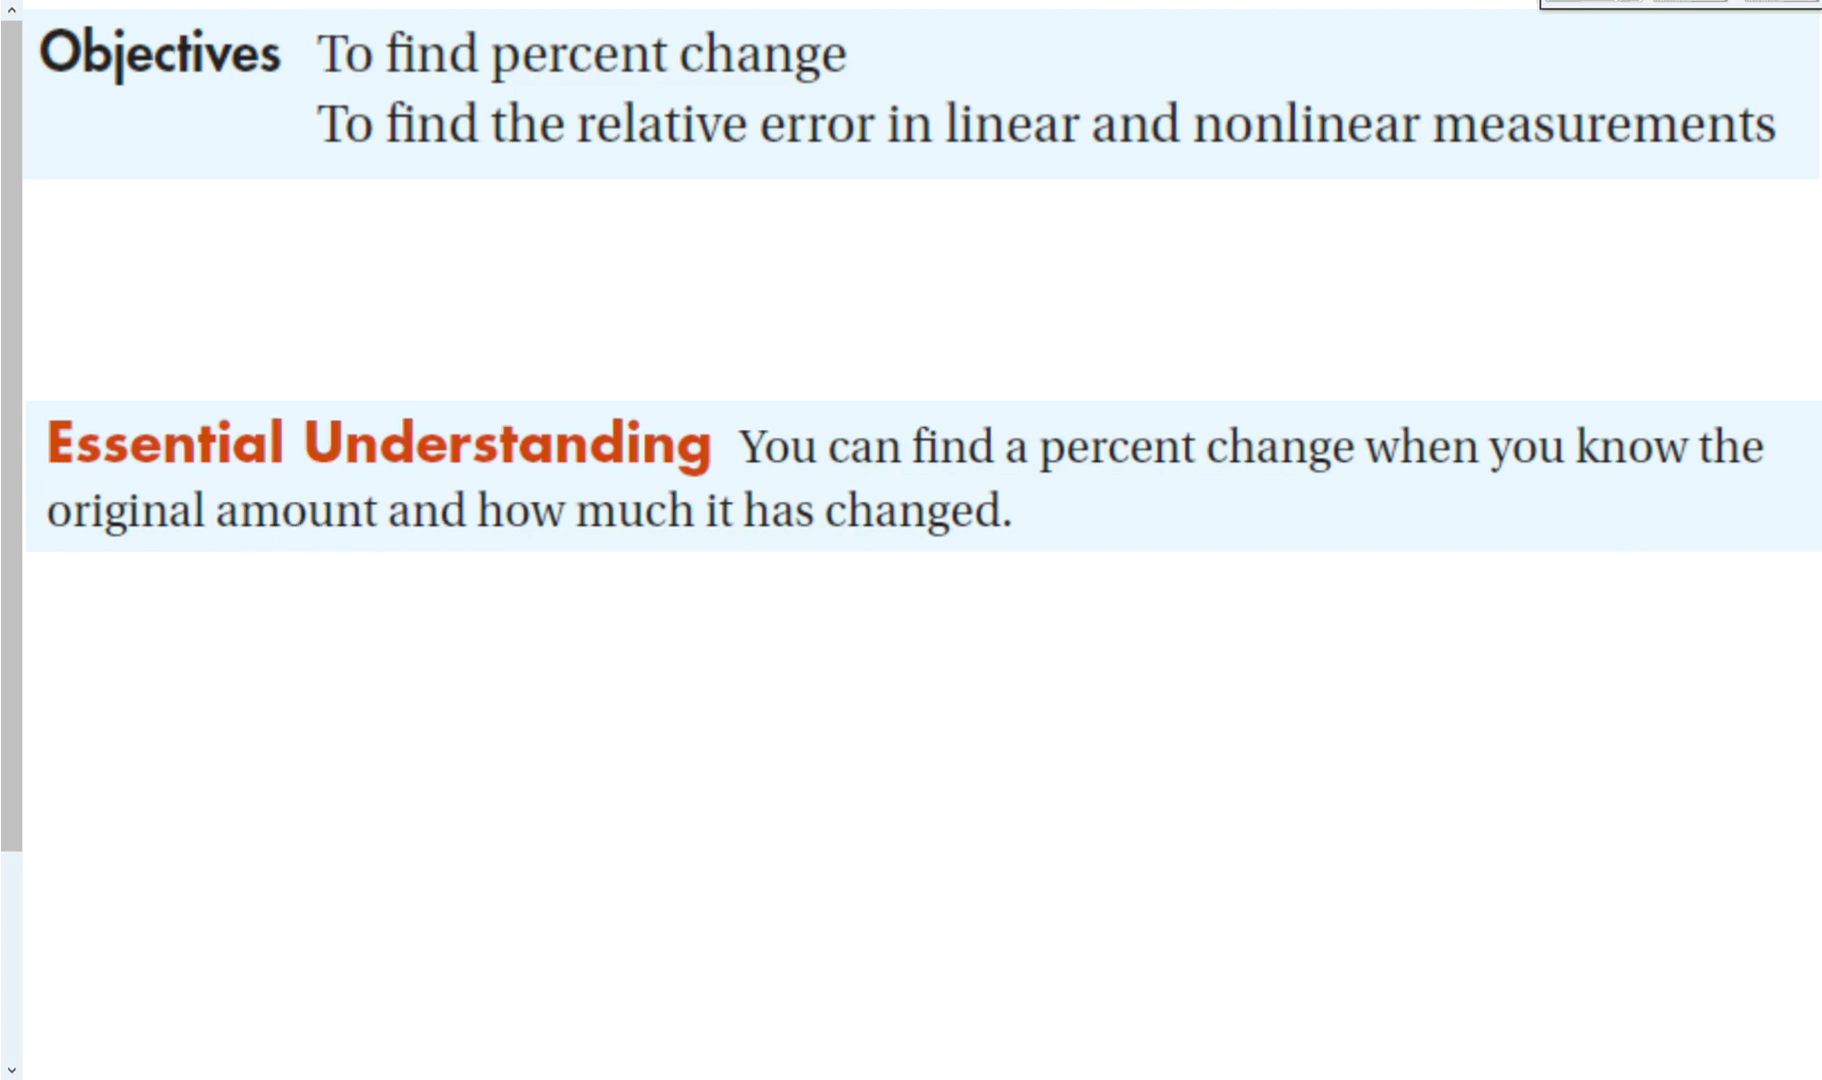 Objectives To find percent change
To find the relative error in linear and nonlinear measurements
Essential Understanding You can find a percent change when you know the
original amount and how much it has changed.